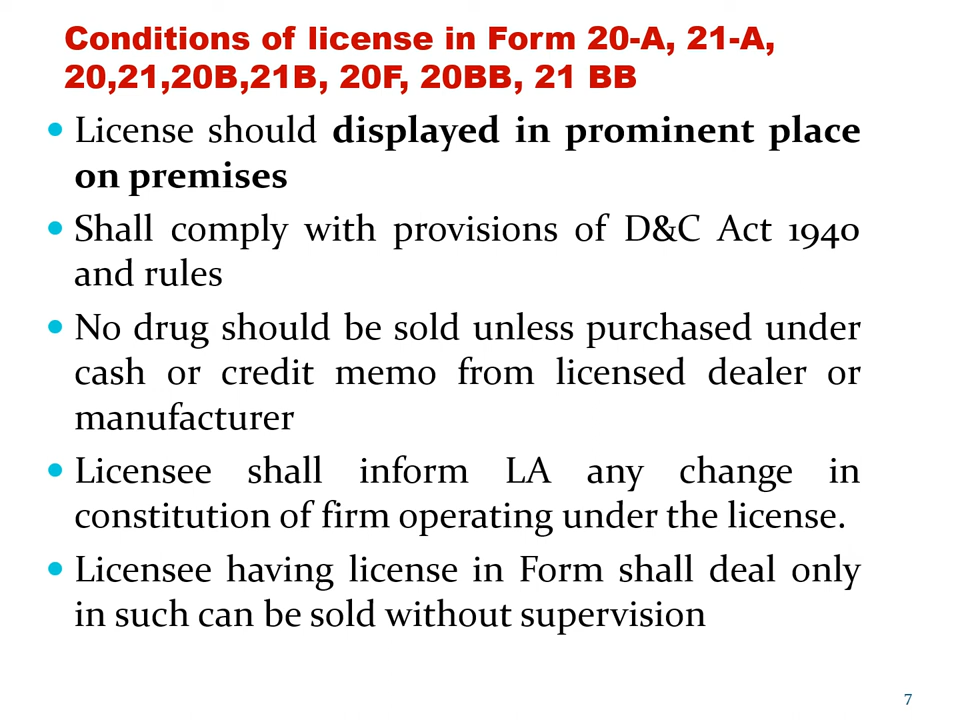 Conditions of license in Form 20-A, 21-A,
20,21,20B,21B, 20F, 20BB, 21 BB
• License should displayed in prominent place
on premises
• Shall comply with provisions of D&C Act 1940
and rules
• No drug should be sold unless purchased under
cash or credit memo from licensed dealer or
manufacturer
• Licensee shall inform LA any change in
constitution of firm operating under the license.
• Licensee having license in Form shall deal only
in such can be sold without supervision
7